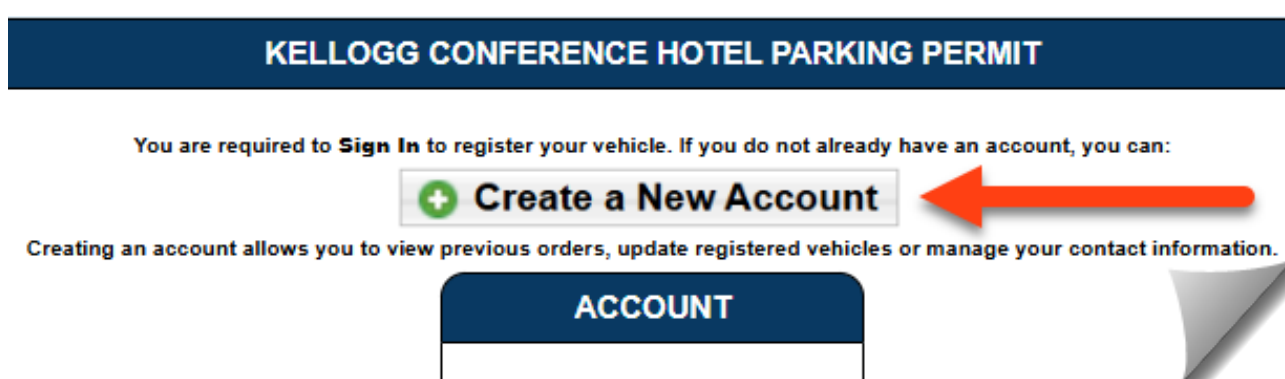 KELLOGG CONFERENCE HOTEL PARKING PERMIT
You are required to Sign In to register your vehicle. If you do not already have an account, you can:
Create a New Account
Creating an account allows you to view previous orders, update registered vehicles or manage your contact information.
ACCOUNT